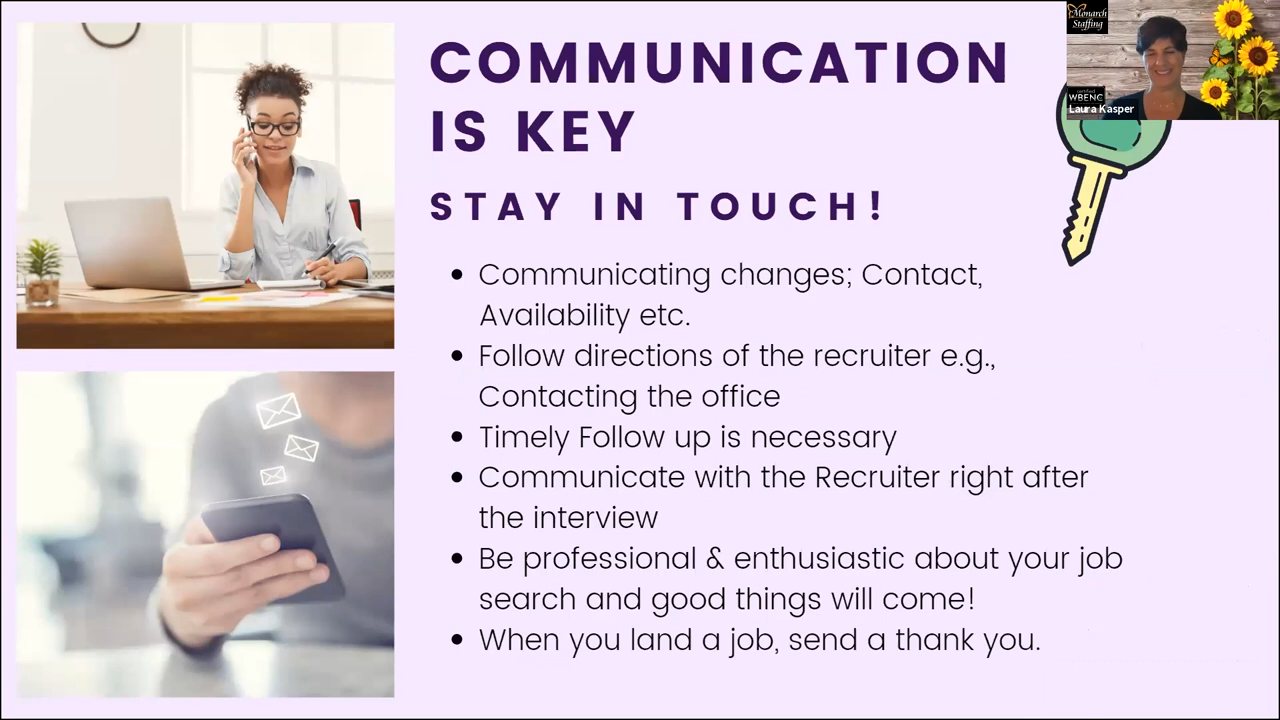 COMMUNICATION
IS KEY
STAY IN TOUCH!
Communicating changes; Contact,
Availability etc.
Follow directions of the recruiter e.g.,
Contacting the office
Timely Follow up is necessary
Communicate with the Recruiter right after
the interview
Be professional & enthusiastic about your job
search and good things will come!
When you land a job, send a thank you.
Monarch
Staffing
certified
WBENC
Laura Kasper